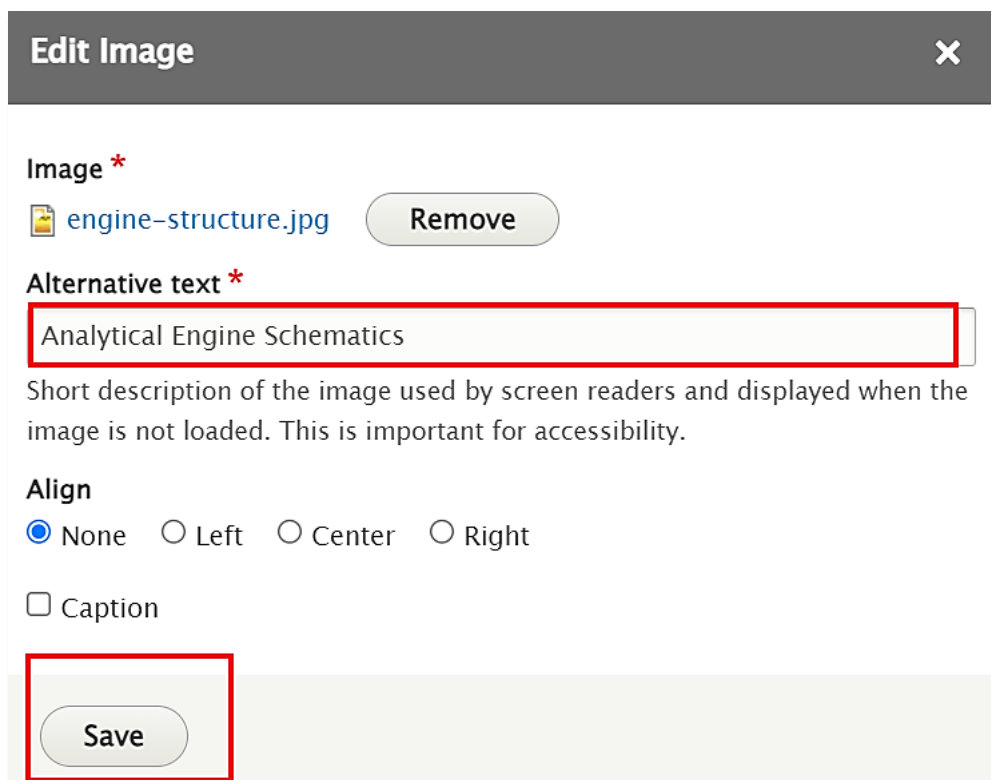 Edit Image
Image *
engine-structure.jpg Remove
Alternative text *
Analytical Engine Schematics
Short description of the image used by screen readers and displayed when the
image is not loaded. This is important for accessibility.
Align
None Left Center Right
Caption
Save